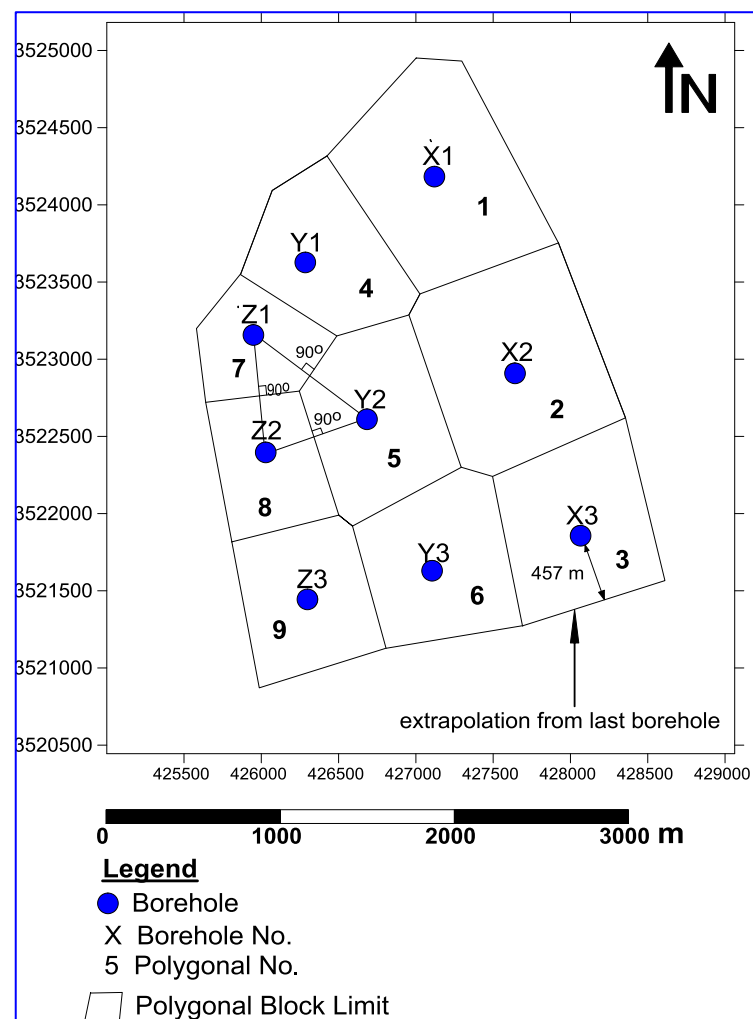 3525000
N
3524500
X1
3524000
1
Y1
3523500
4
Z1
3523000
7
90o
X2
90o
Y2
2
3522500
Z2
90o
5
8
3522000
X3
Y3
457 m
3
3521500
Z3
6
9
3521000
extrapolation from last borehole
3520500
425500 426000 426500 427000 427500 428000 428500 429000
0 1000 2000 3000 m
Legend
Borehole
X Borehole No.
5 Polygonal No.
Polygonal Block Limit